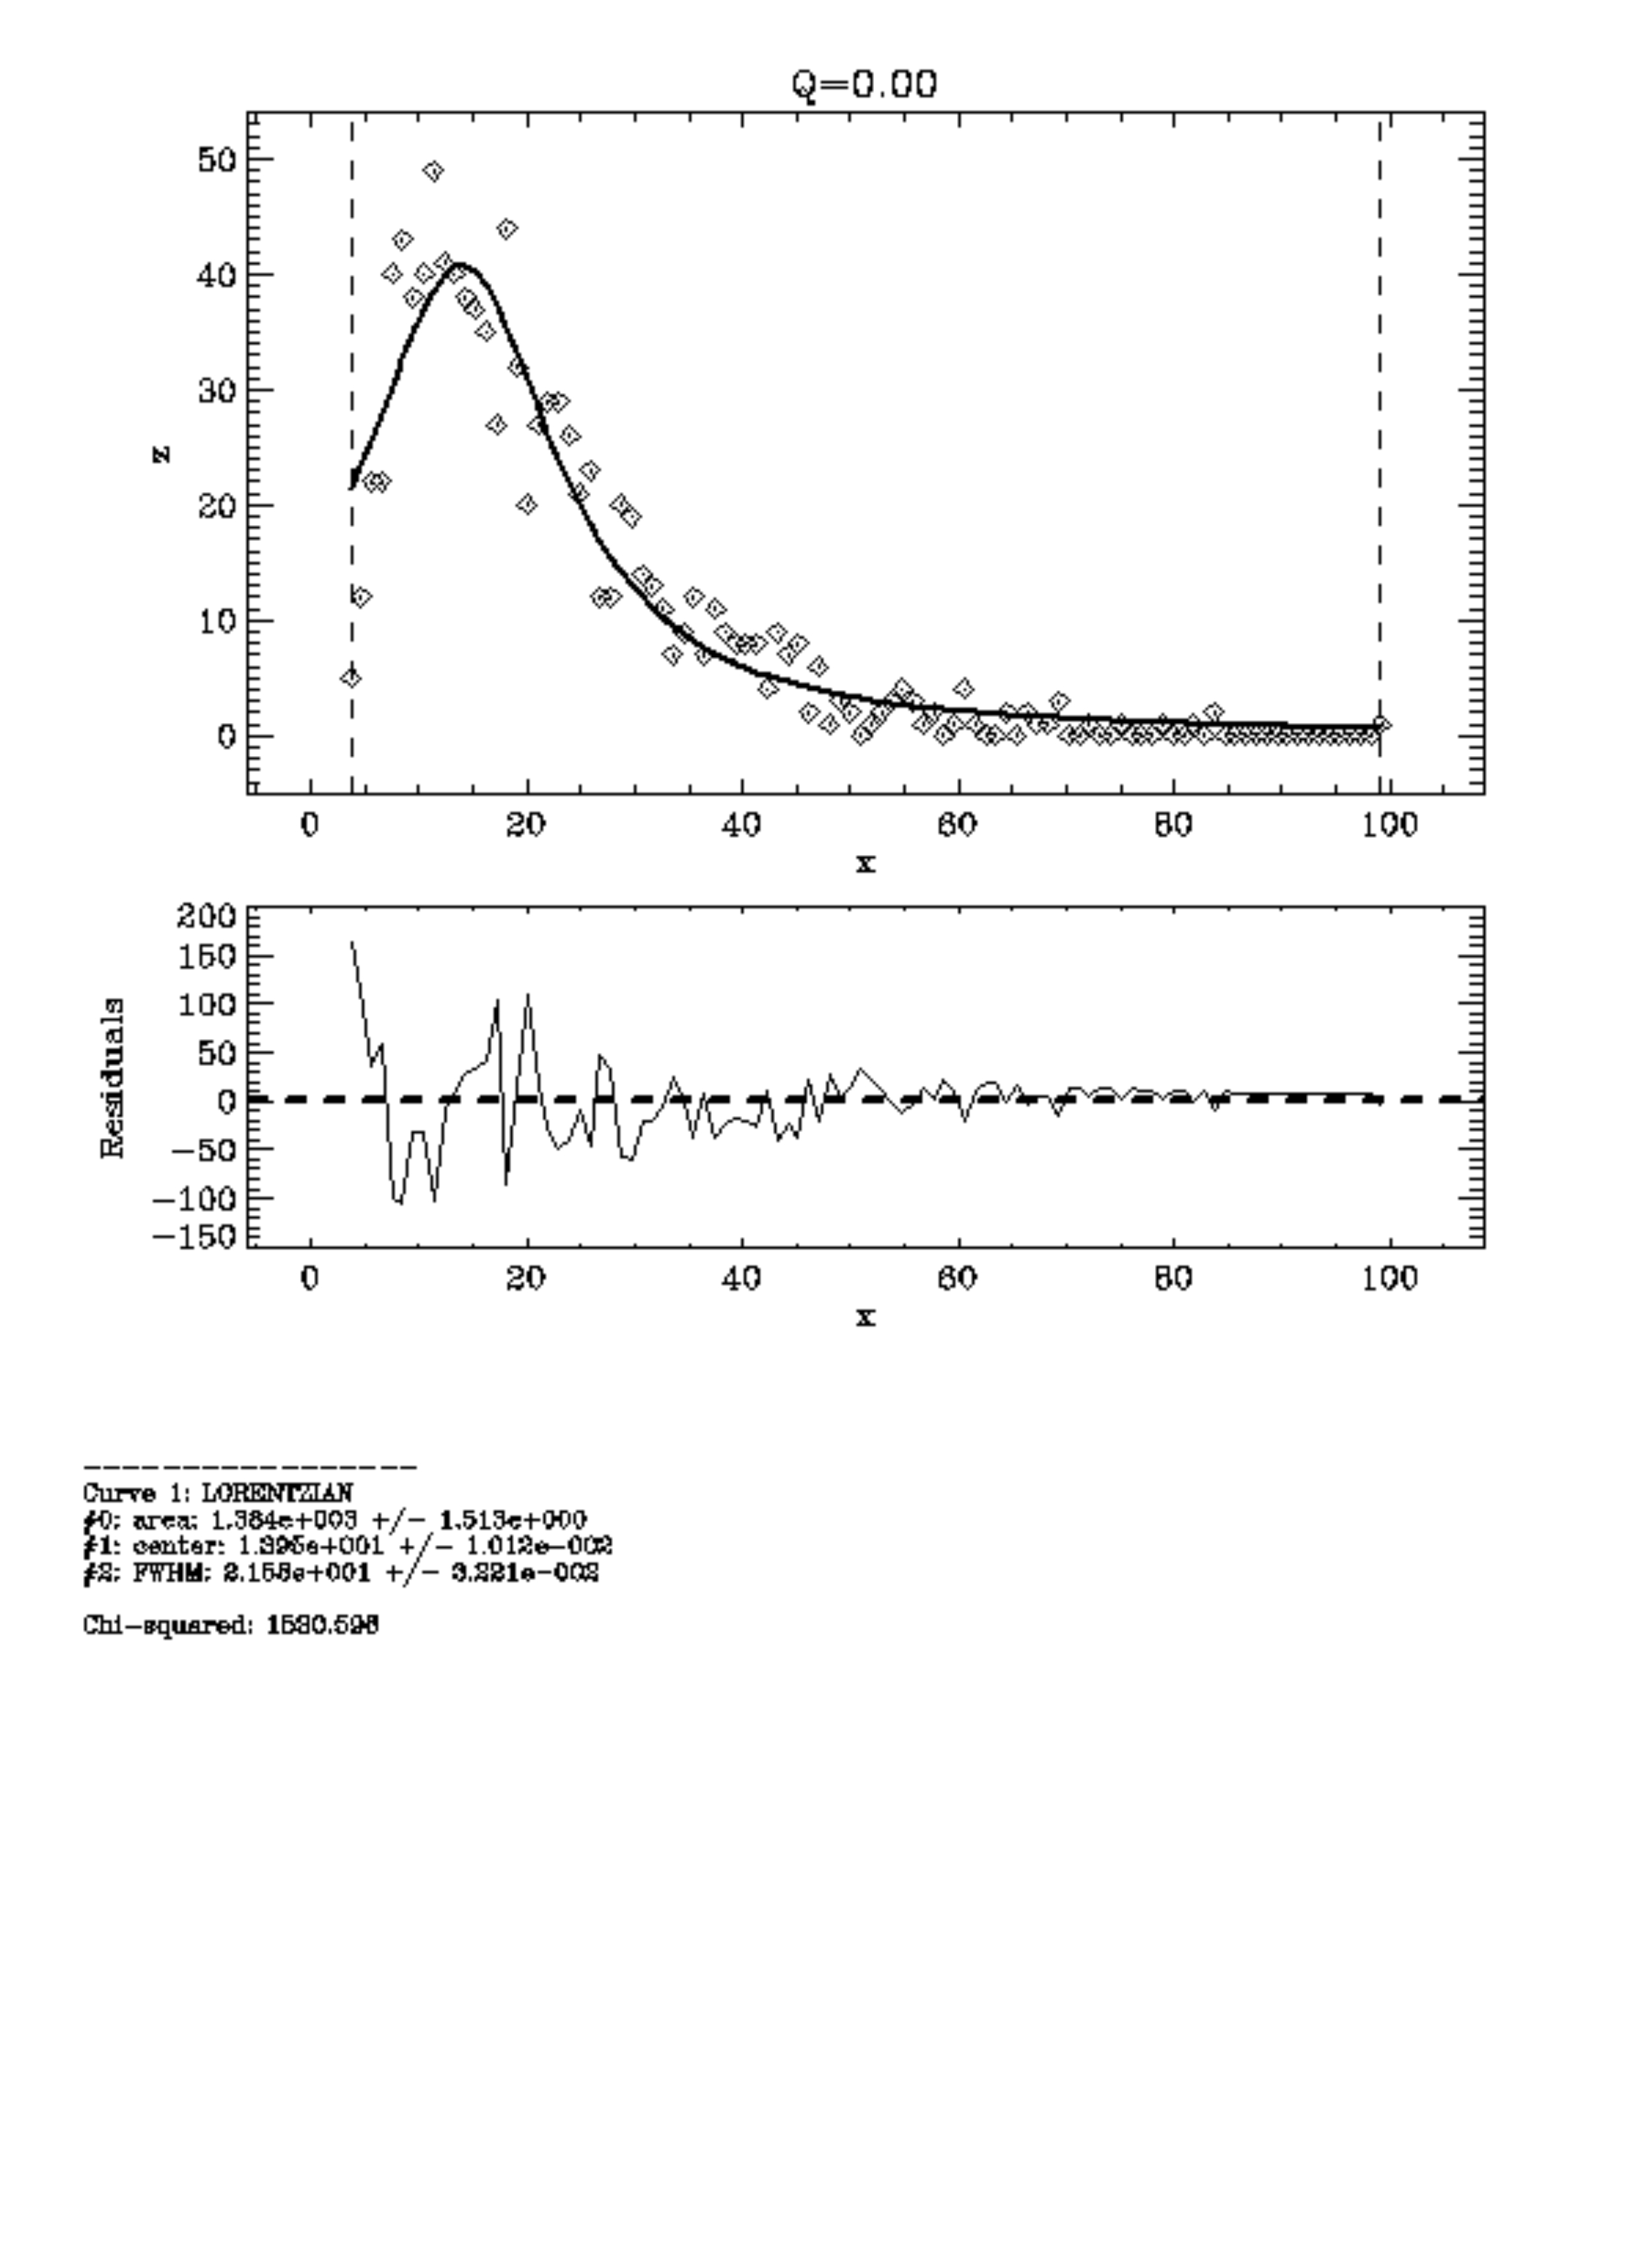 Q=0.00
50
40
30
20
10
0
z
0 20 40 60 80 100
x
200
150
100
50
0
-50
-100
-150
Residuals
0 20 40 60 80 100
x
-----------------
Curve 1: LORENTZIAN
#0: area: 1.384e+003 +/- 1.513e+000
#1: center: 1.395e+001 +/- 1.012e-002
#2: FWHM: 2.158e+001 +/- 3.221e-002
Chi-squared: 1530.596